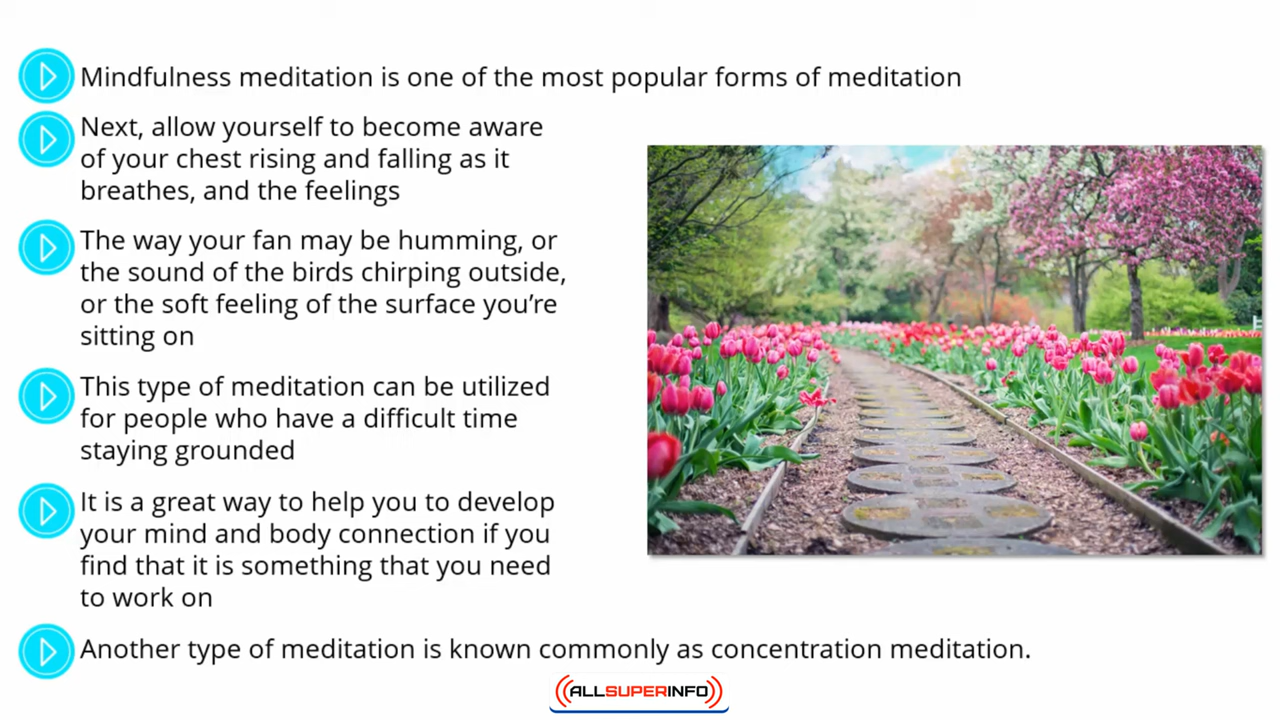 Mindfulness meditation is one of the most popular forms of meditation
Next, allow yourself to become aware
of your chest rising and falling as it
breathes, and the feelings
The way your fan may be humming, or
the sound of the birds chirping outside,
or the soft feeling of the surface you’re
sitting on
This type of meditation can be utilized
for people who have a difficult time
staying grounded
It is a great way to help you to develop
your mind and body connection if you
find that it is something that you need
to work on
Another type of meditation is known commonly as concentration meditation.
ALLSUPERINFO